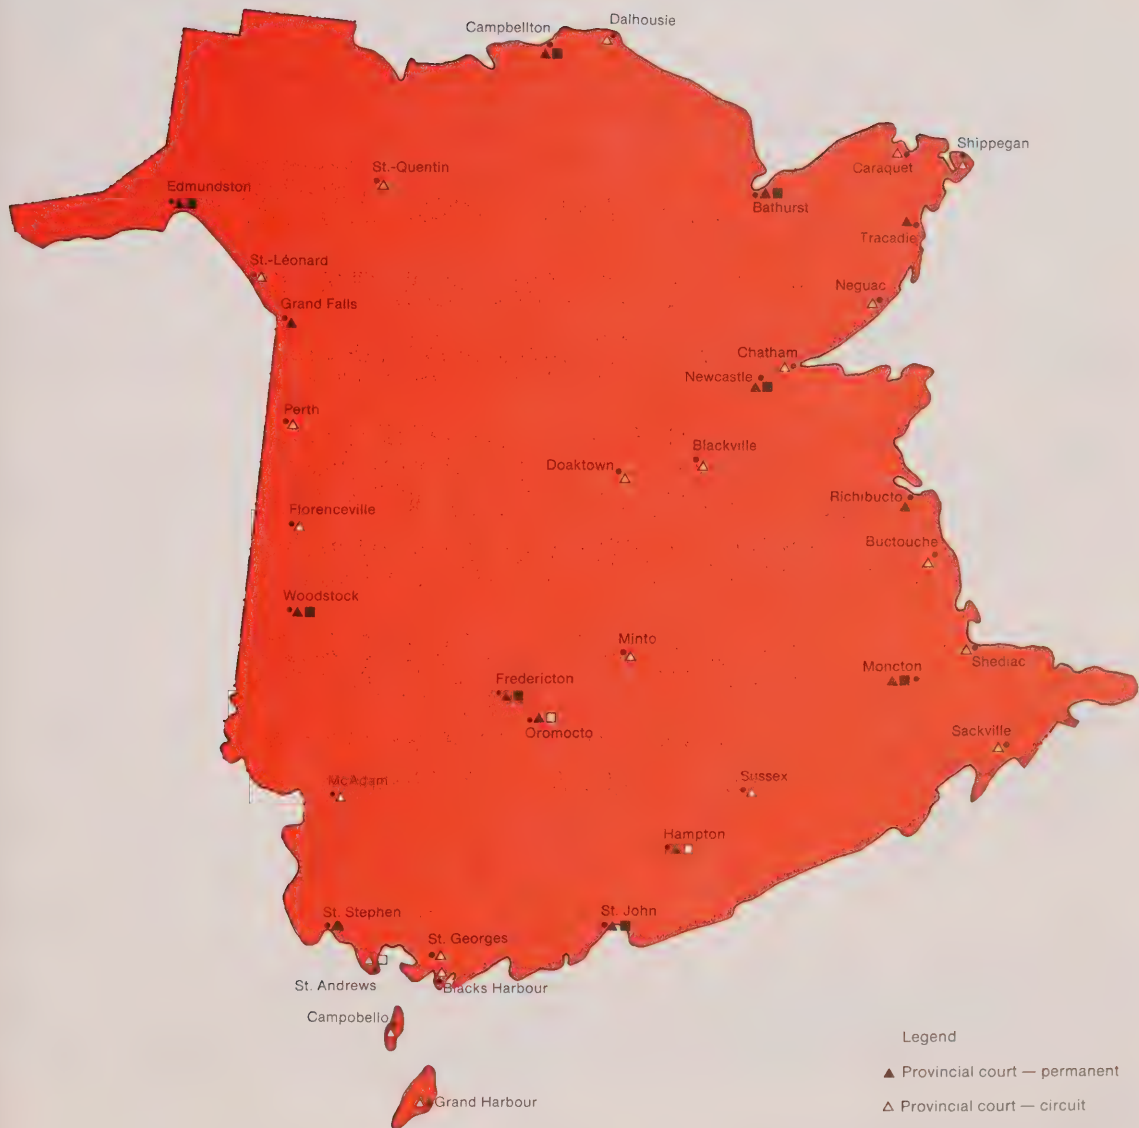 Dalhousie
Campbellton
Shippegan
Caraquet
St.-Quentin
Edmundston
Bathurst
Tracadie
St.-Léonard
Neguac
Grand Falls
Chatham
Newcastle
Perth
Blackville
Doaktown
Richibucto
Florenceville
Buctouche
Woodstock
Minto
Shediac
Moncton
Fredericton
Oromocto
Sackville
McAdam
Sussex
Hampton
St. Stephen
St. John
St. Georges
St. Andrews
Blacks Harbour
Campobello
Grand Harbour
Legend
▲ Provincial court — permanent
△ Provincial court — circuit